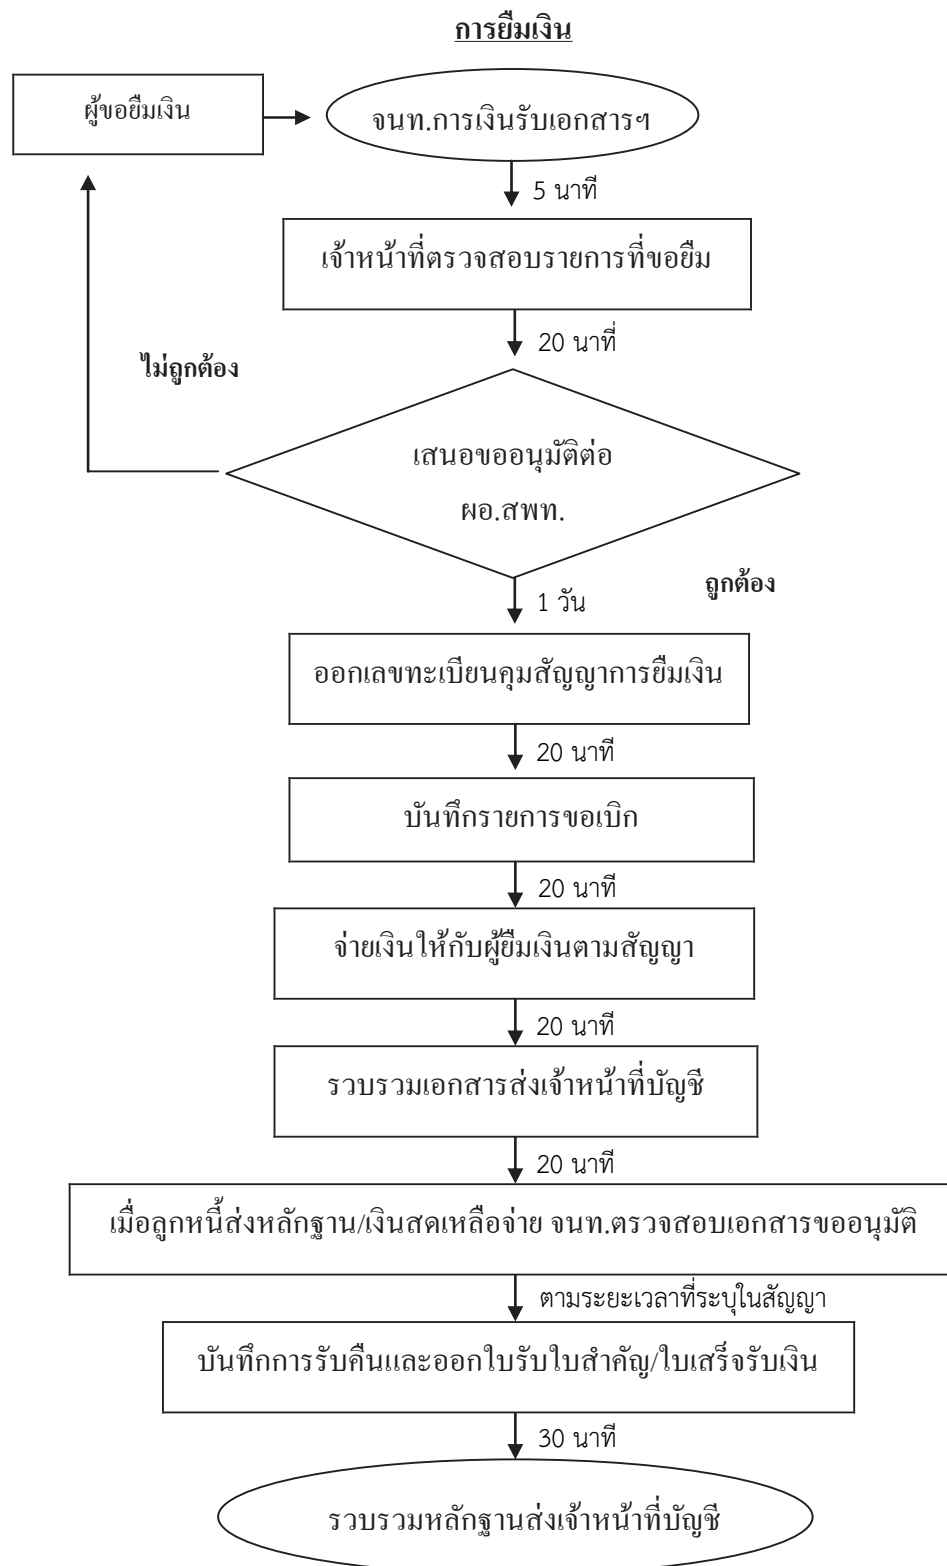 การยืมเงิน
ผู้ขอยืมเงิน
จนท.การเงินรับเอกสารฯ
5 นาที
เจ้าหน้าที่ตรวจสอบรายการที่ขอยืม
20 นาที่
ไม่ถูกต้อง
เสนอขออนุมัติต่อ
ผอ.สพท.
ถูกต้อง
1 วัน
ออกเลขทะเบียนคุมสัญญาการยืมเงิน
20 นาที
บันทึกรายการขอเบิก
20 นาที
จ่ายเงินให้กับผู้ยืมเงินตามสัญญา
20 นาที
รวบรวมเอกสารส่งเจ้าหน้าที่บัญชี
20 นาที
เมื่อลูกหนี้ส่งหลักฐาน/เงินสดเหลือจ่าย จนท.ตรวจสอบเอกสารขออนุมัติ
ตามระยะเวลาที่ระบุในสัญญา
บันทึกการรับคืนและออกใบรับใบสำคัญ/ใบเสร็จรับเงิน
30 นาที
รวบรวมหลักฐานส่งเจ้าหน้าที่บัญชี